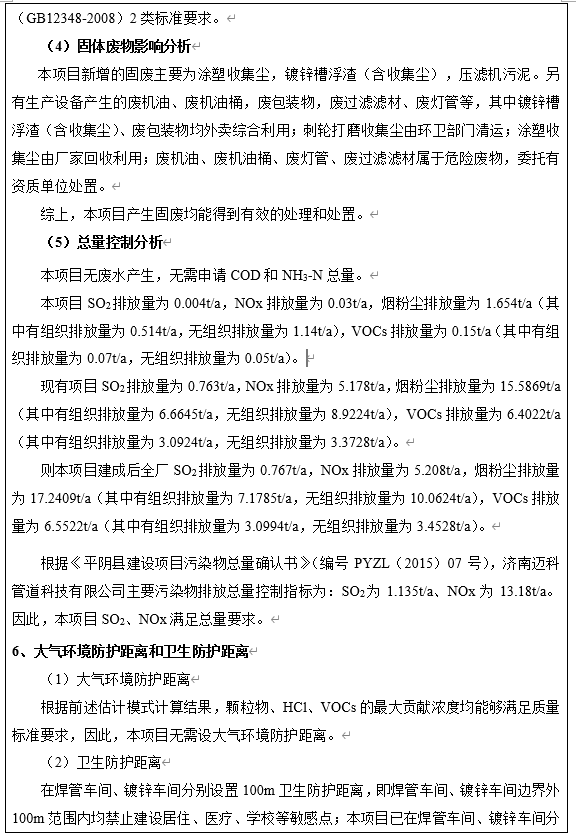 （GB12348-2008）2 类标准要求。
（4）固体废物影响分析
本项目新增的固废主要为涂塑收集尘，镀锌槽浮渣（含收集尘），压滤机污泥。另
有生产设备产生的废机油、废机油桶，废包装物，废过滤滤材、废灯管等，其中镀锌槽
浮渣（含收集尘）、废包装物均外卖综合利用；刺轮打磨收集尘由环卫部门清运；涂塑收
集尘由厂家回收利用；废机油、废机油桶、废灯管、废过滤滤材属于危险废物，委托有
资质单位处置。
综上，本项目产生固废均能得到有效的处理和处置。
（5）总量控制分析
本项目无废水产生，无需申请 COD 和 NH3-N 总量。
本项目 SO2 排放量为 0.004t/a，NOx 排放量为 0.03t/a，烟粉尘排放量为 1.654t/a（其
中有组织排放量为 0.514t/a，无组织排放量为 1.14t/a），VOCs 排放量为 0.15t/a（其中有组
织排放量为 0.07t/a，无组织排放量为 0.05t/a）。
现有项目 SO2 排放量为 0.763t/a，NOx 排放量为 5.178t/a，烟粉尘排放量为 15.5869t/a
（其中有组织排放量为 6.6645t/a，无组织排放量为 8.9224t/a），VOCs 排放量为 6.4022t/a
（其中有组织排放量为 3.0924t/a，无组织排放量为 3.3728t/a）。
则本项目建成后全厂 SO2 排放量为 0.767t/a，NOx 排放量为 5.208t/a，烟粉尘排放量
为 17.2409t/a（其中有组织排放量为 7.1785t/a，无组织排放量为 10.0624t/a），VOCs 排放
量为 6.5522t/a（其中有组织排放量为 3.0994t/a，无组织排放量为 3.4528t/a）。
根据《平阴县建设项目污染物总量确认书》（编号 PYZL（2015）07 号），济南迈科
管道科技有限公司主要污染物排放总量控制指标为：SO2为 1.135t/a、NOx 为 13.18t/a。
因此，本项目 SO2、NOx 满足总量要求。
6、大气环境防护距离和卫生防护距离
（1）大气环境防护距离
根据前述估计模式计算结果，颗粒物、HCl、VOCs 的最大贡献浓度均能够满足质量
标准要求，因此，本项目无需设大气环境防护距离。
（2）卫生防护距离
在焊管车间、镀锌车间分别设置 100m 卫生防护距离，即焊管车间、镀锌车间边界外
100m 范围内均禁止建设居住、医疗、学校等敏感点；本项目已在焊管车间、镀锌车间分